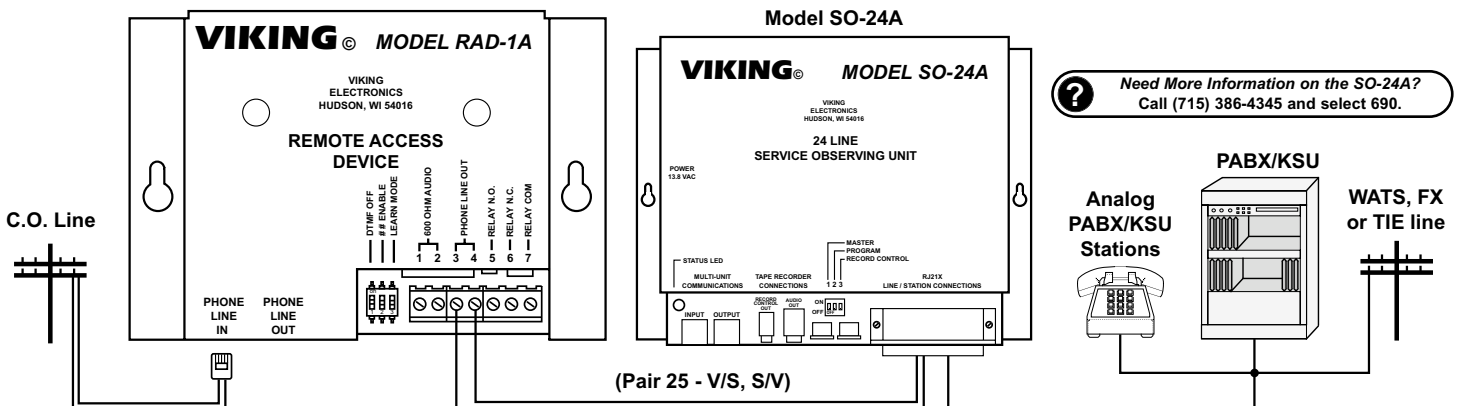 Model SO-24A
VIKING © MODEL RAD-1A
VIKING
ELECTRONICS
HUDSON, WI 54016
REMOTE ACCESS
DEVICE
DTMF OFF
## ENABLE
LEARN MODE
600 OHM AUDIO
PHONE LINE OUT
RELAY N.O.
RELAY N.C.
RELAY COM
1 2 3 4 5 6 7
ON
1 2 3
PHONE
LINE
IN
PHONE
LINE
OUT
C.O. Line
VIKING© MODEL SO-24A
VIKING
ELECTRONICS
HUDSON, WI 54016
24 LINE
SERVICE OBSERVING UNIT
POWER
13.8 VAC
STATUS LED
MULTI-UNIT
COMMUNICATIONS
INPUT OUTPUT
TAPE RECORDER
CONNECTIONS
RECORD
CONTROL
OUT
AUDIO
OUT
MASTER
PROGRAM
RECORD CONTROL
1 2 3
ON
OFF
OFF
RJ21X
LINE / STATION CONNECTIONS
(Pair 25 - V/S, S/V)
? Need More Information on the SO-24A?
Call (715) 386-4345 and select 690.
Analog
PABX/KSU
Stations
PABX/KSU
WATS, FX
or TIE line